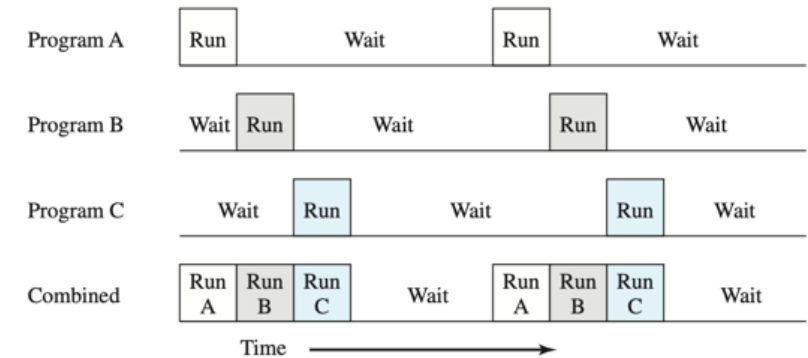 Program A Run Wait Run Wait
Program B Wait Run Wait Run Wait
Program C Wait Run Wait Run Wait
Combined Run A Run B Run C Wait Run A Run B Run C Wait
Time